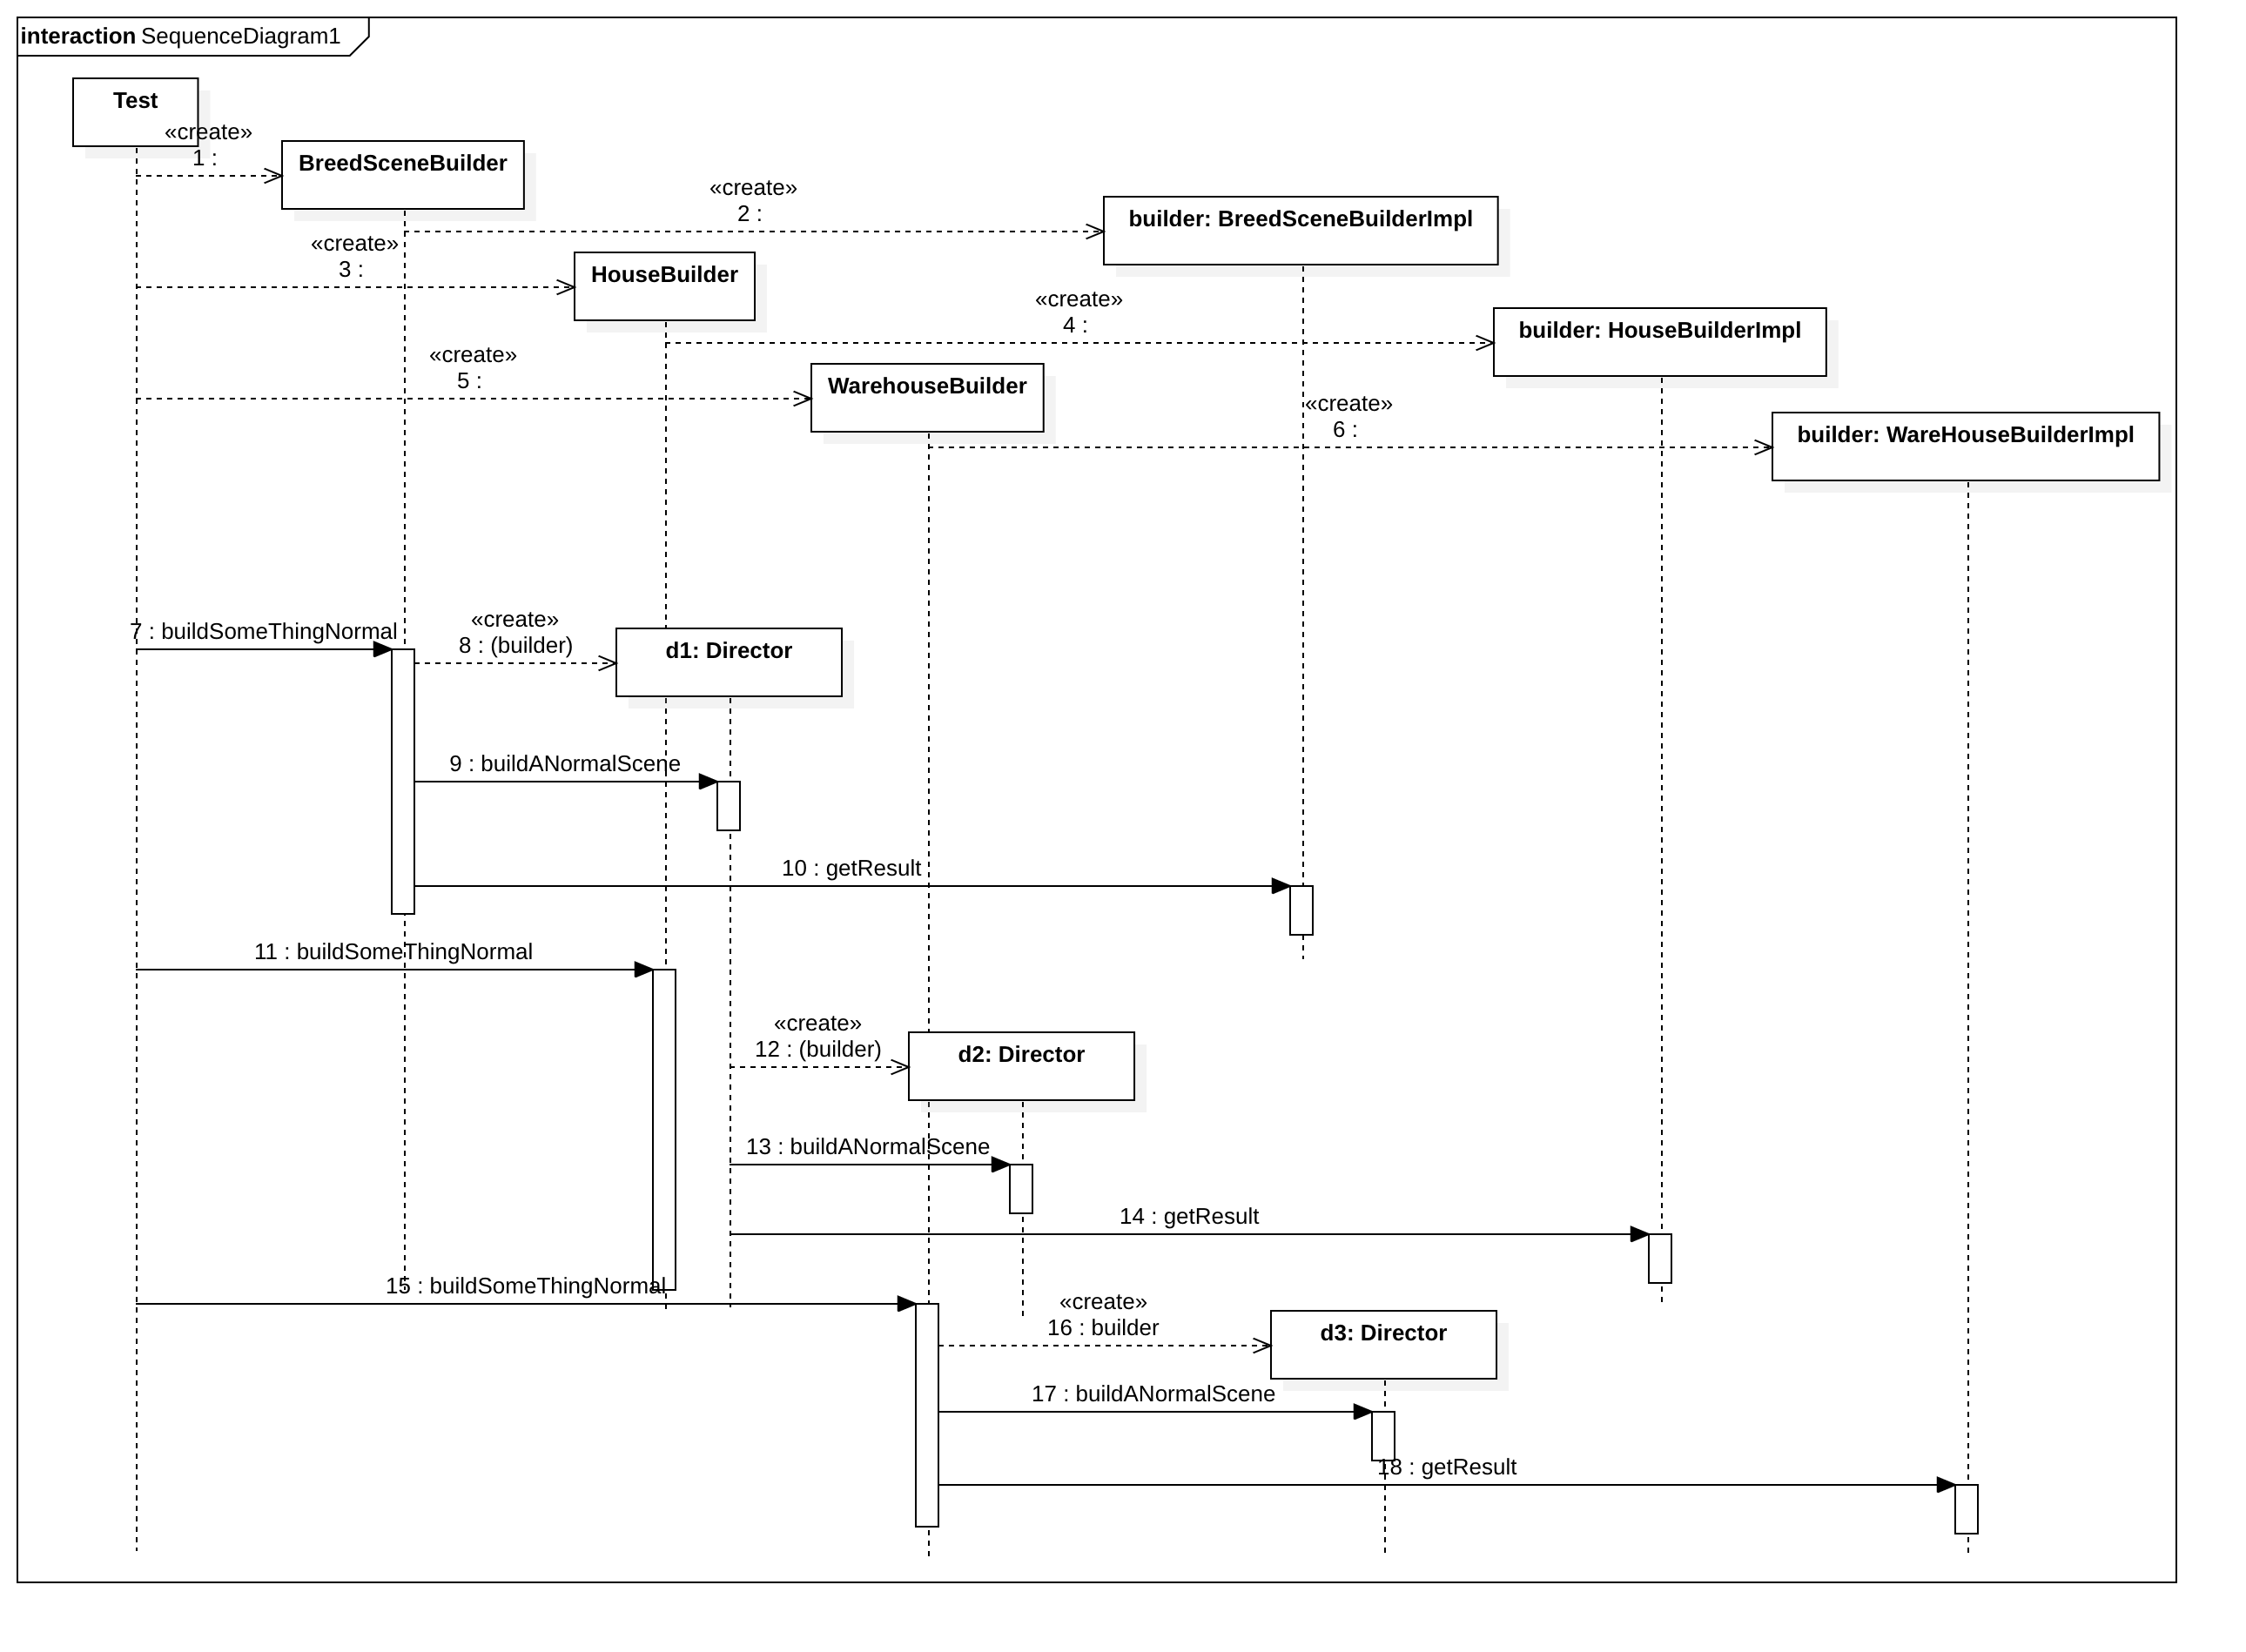 interaction SequenceDiagram1
Test
«create»
1 :
BreedSceneBuilder
«create»
2 :
builder: BreedSceneBuilderImpl
«create»
3 :
HouseBuilder
«create»
4 :
builder: HouseBuilderImpl
«create»
5 :
WarehouseBuilder
«create»
6 :
builder: WareHouseBuilderImpl
7 : buildSomeThingNormal
«create»
8 : (builder)
d1: Director
9 : buildANormalScene
10 : getResult
11 : buildSomeThingNormal
«create»
12 : (builder)
d2: Director
13 : buildANormalScene
14 : getResult
15 : buildSomeThingNormal
«create»
16 : builder
d3: Director
17 : buildANormalScene
18 : getResult